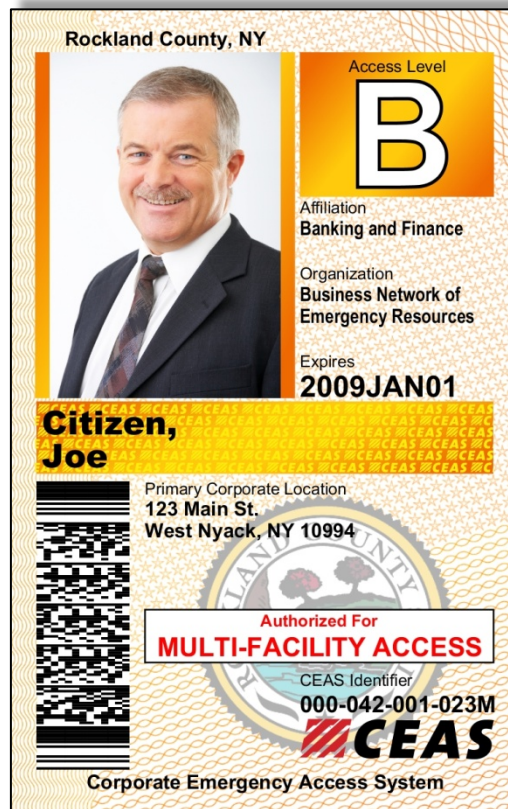 Rockland County, NY
Access Level
B
Affiliation
Banking and Finance
Organization
Business Network of
Emergency Resources
Expires
2009JAN01
Citizen,
Joe
Primary Corporate Location
123 Main St.
West Nyack, NY 10994
ROCKLAND COUNTY
Authorized For
MULTI-FACILITY ACCESS
CEAS Identifier
000-042-001-023M
CEAS
Corporate Emergency Access System